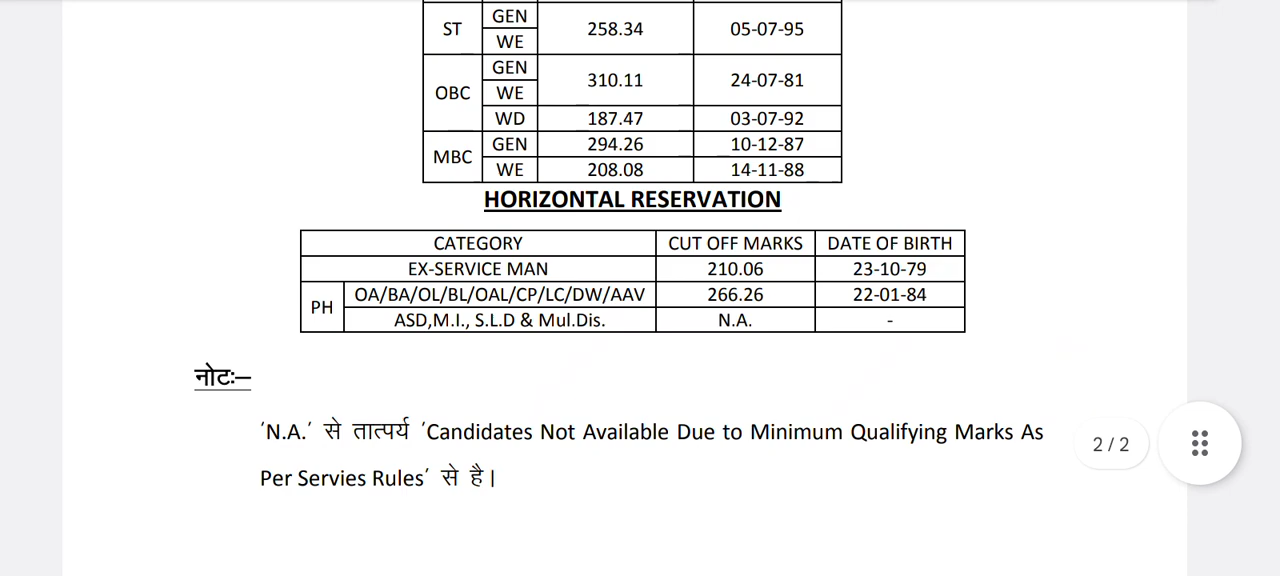 ST GEN 258.34 05-07-95
WE
OBC GEN 310.11 24-07-81
WE
WD 187.47 03-07-92
MBC GEN 294.26 10-12-87
WE 208.08 14-11-88
HORIZONTAL RESERVATION
CATEGORY CUT OFF MARKS DATE OF BIRTH
EX-SERVICE MAN 210.06 23-10-79
PH OA/BA/OL/BL/OAL/CP/LC/DW/AAV 266.26 22-01-84
ASD,M.I., S.L.D & Mul.Dis. N.A. -
नोटः–
'N.A.' से तात्पर्य 'Candidates Not Available Due to Minimum Qualifying Marks As
Per Servies Rules' से है।
2 / 2